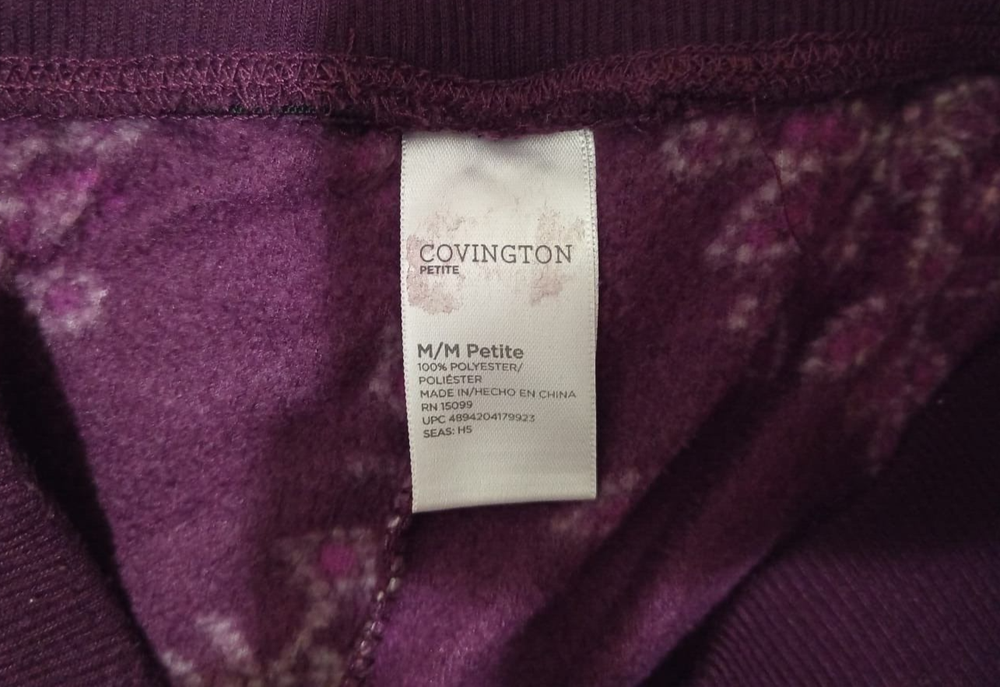 COVINGTON
PETITE
M/M Petite
100% POLYESTER/
POLIÉSTER
MADE IN/HECHO EN CHINA
RN 15099
UPC 4894204179923
SEAS: H5